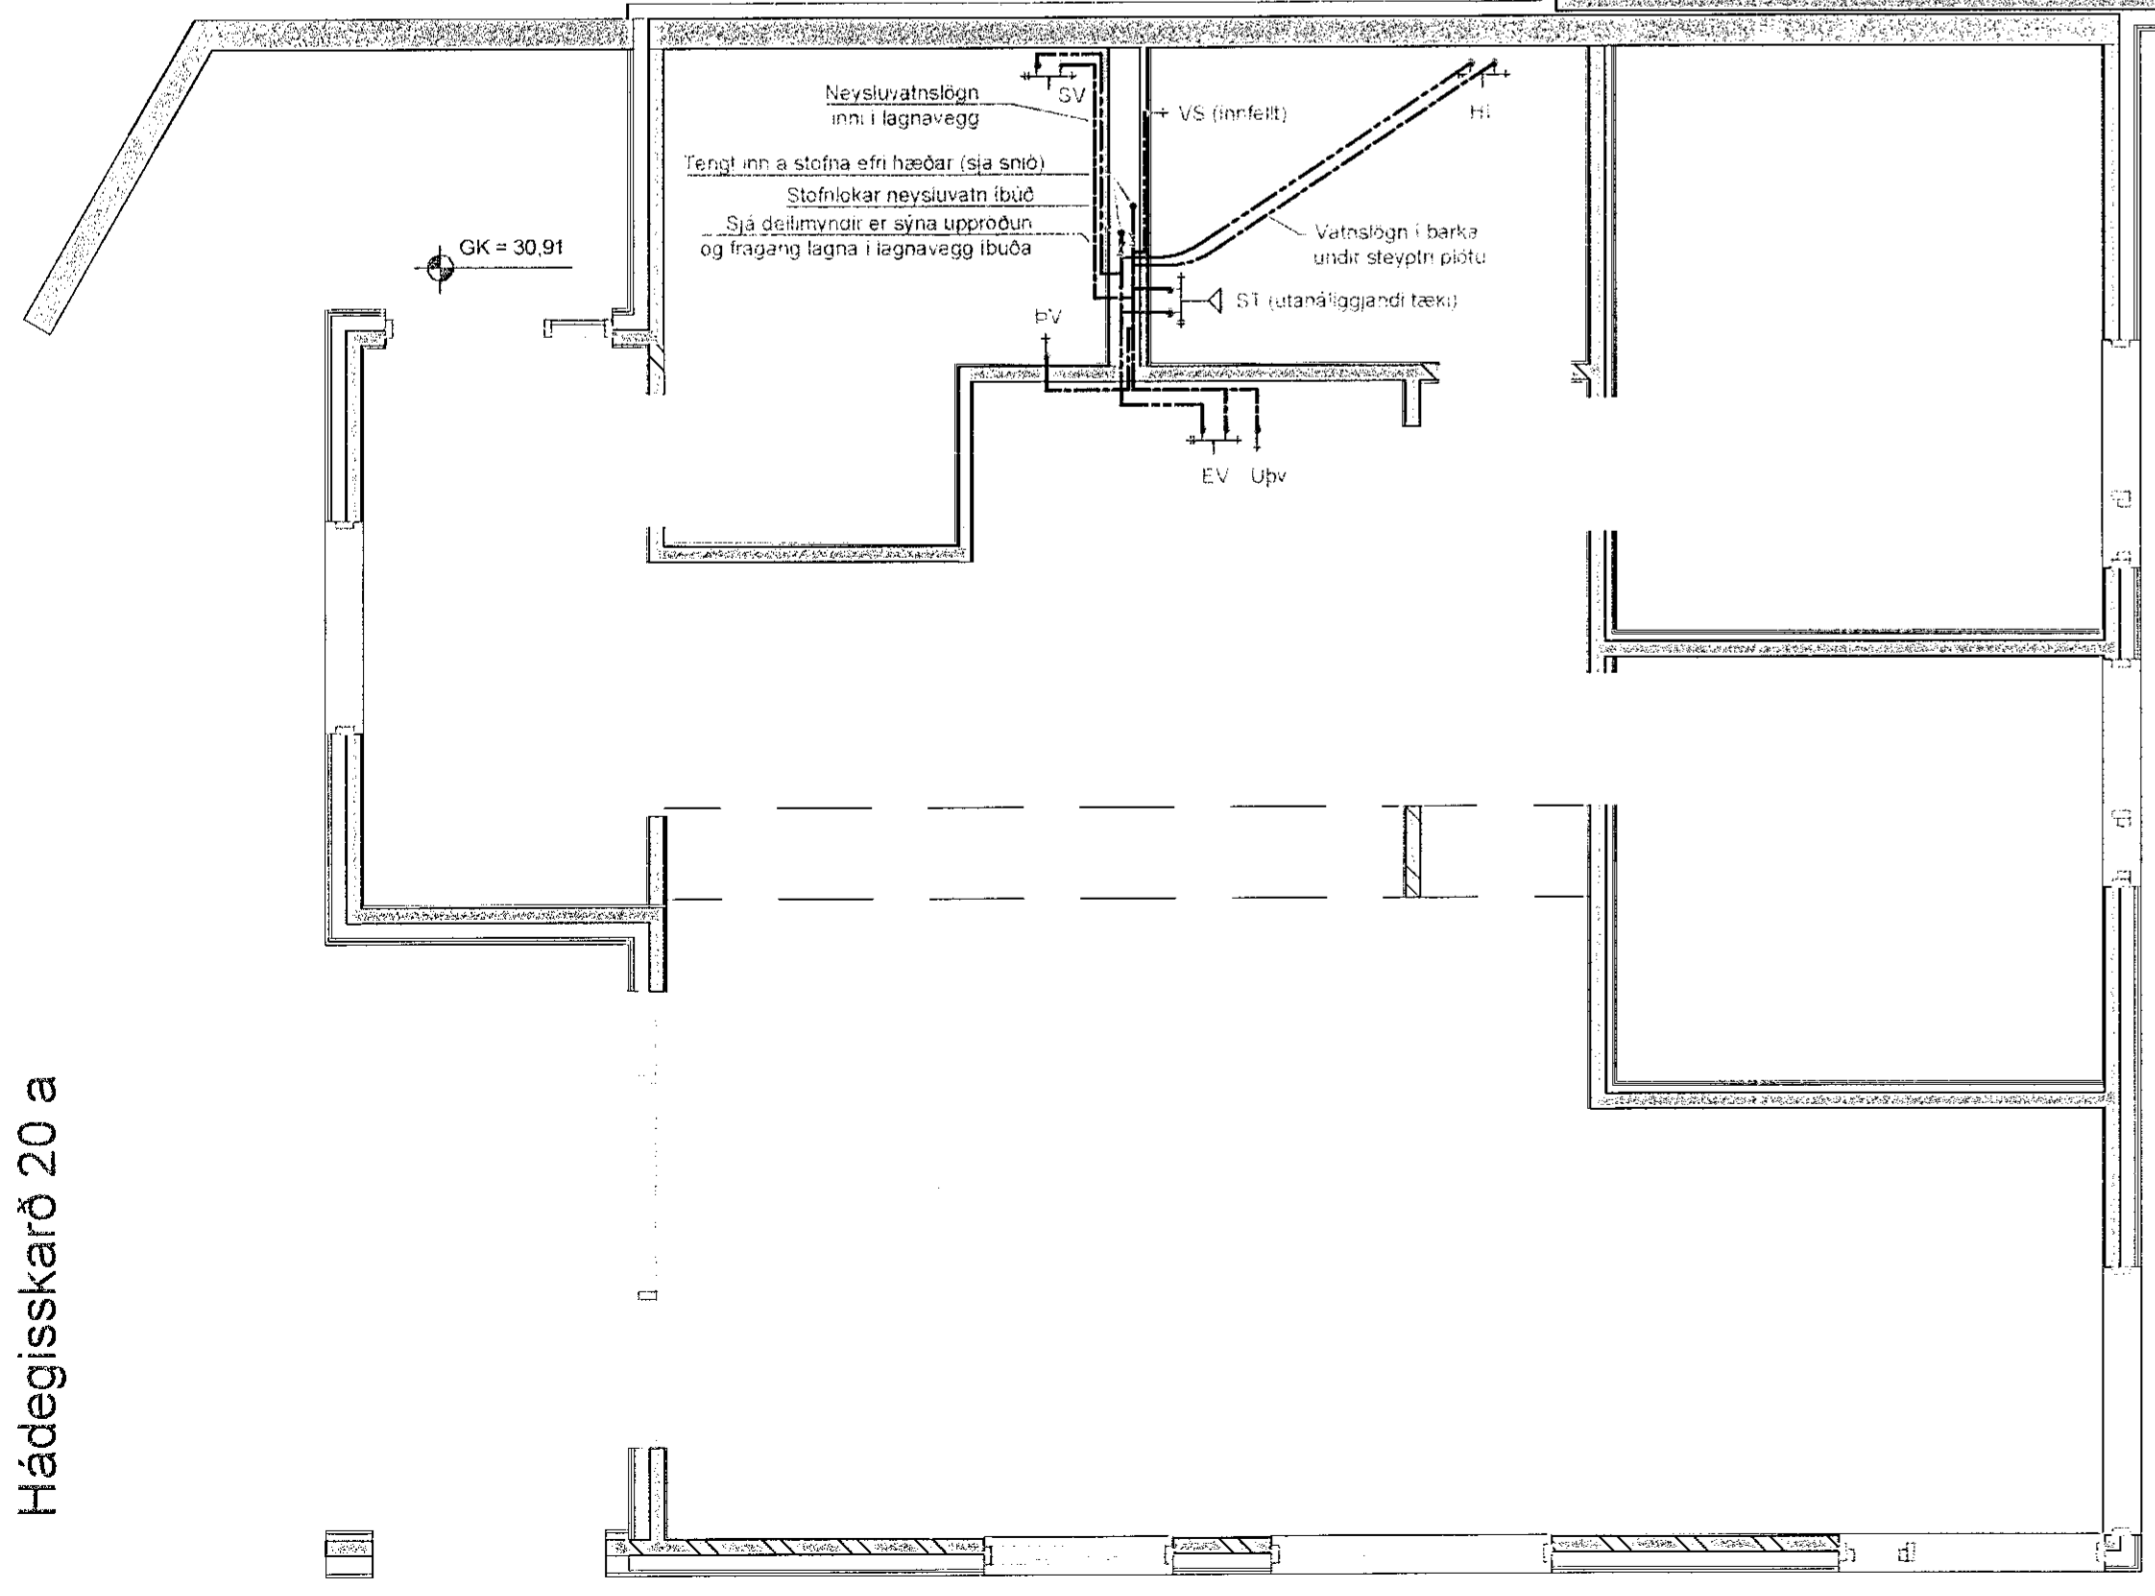 Neysluvatnslögn
inni í lagnavegg
SV
VS (innfellt)
HL
Tengt inn á stofna efri hæðar (sjá snið)
Stofnlokar neysluvatn íbúð
Sjá deilimyndir er sýna uppröðun
og frágang lagna í lagnavegg íbúða
GK = 30,91
Vatnslögn í barka
undir steyptri plötu
ST (utanáliggjandi tæki)
ÞV
EV Uþv
Hádegisskarð 20 a